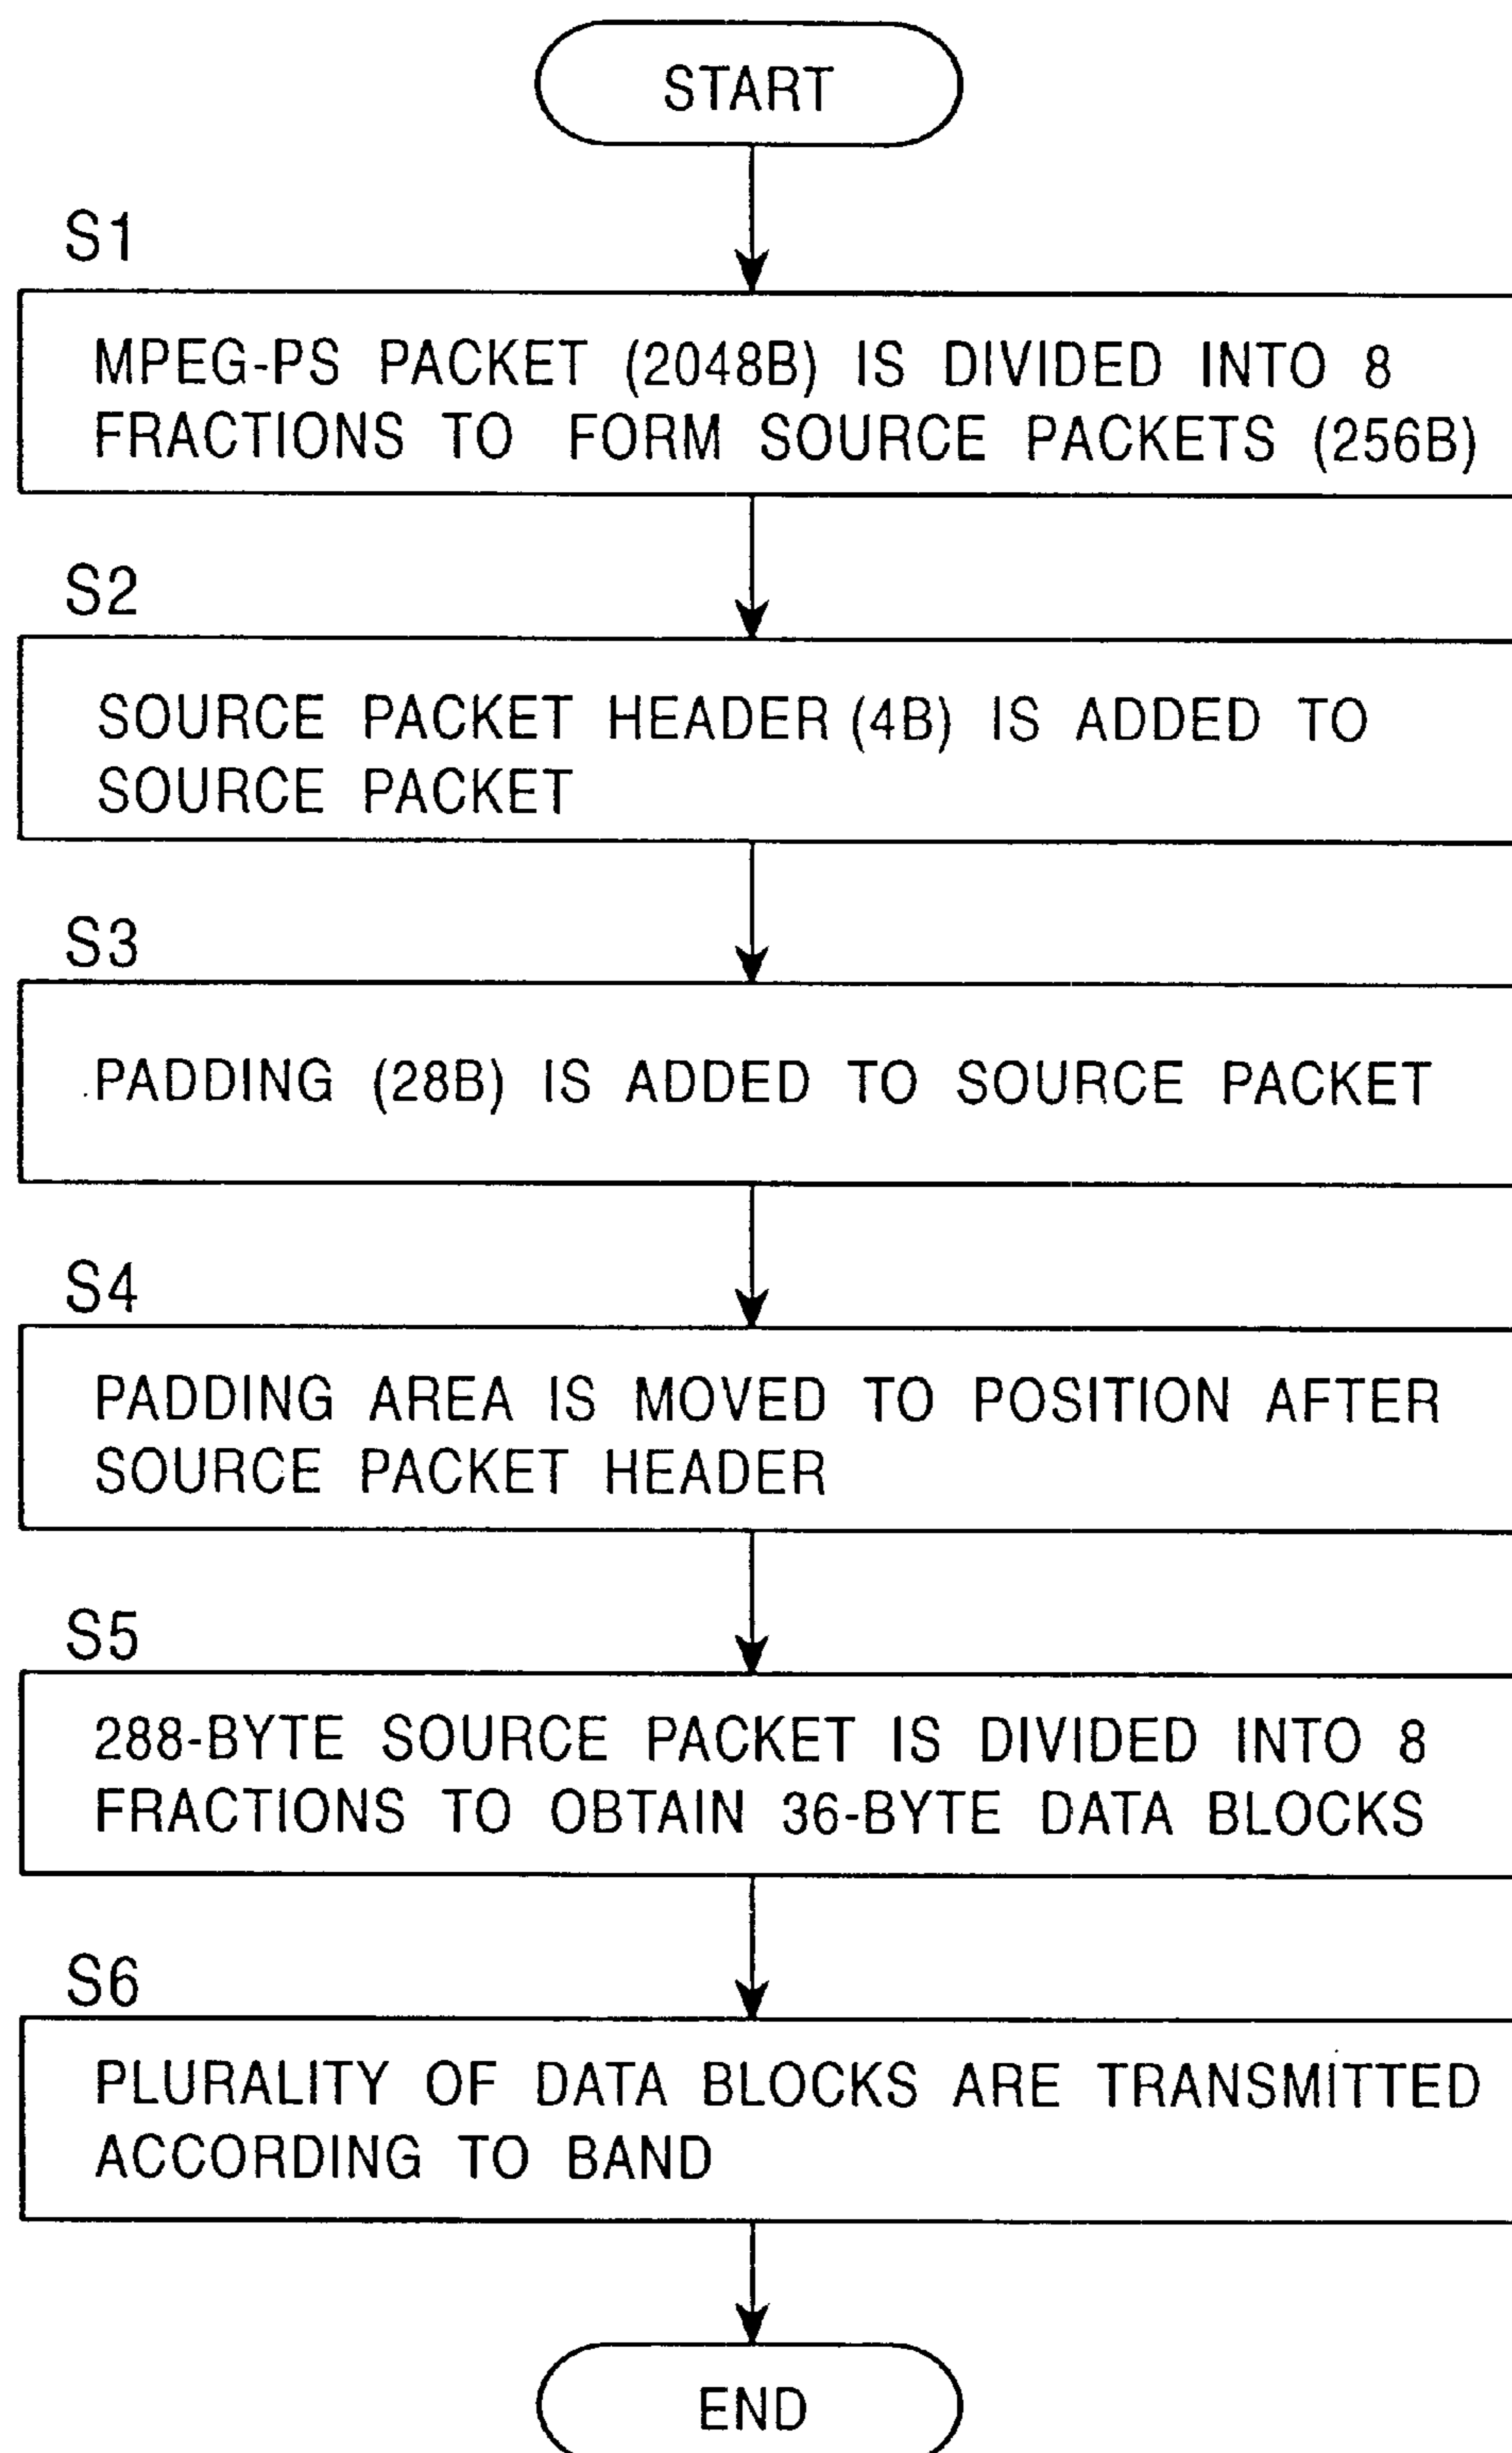 START
S1
MPEG-PS PACKET (2048B) IS DIVIDED INTO 8
FRACTIONS TO FORM SOURCE PACKETS (256B)
S2
SOURCE PACKET HEADER (4B) IS ADDED TO
SOURCE PACKET
S3
PADDING (28B) IS ADDED TO SOURCE PACKET
S4
PADDING AREA IS MOVED TO POSITION AFTER
SOURCE PACKET HEADER
S5
288-BYTE SOURCE PACKET IS DIVIDED INTO 8
FRACTIONS TO OBTAIN 36-BYTE DATA BLOCKS
S6
PLURALITY OF DATA BLOCKS ARE TRANSMITTED
ACCORDING TO BAND
END